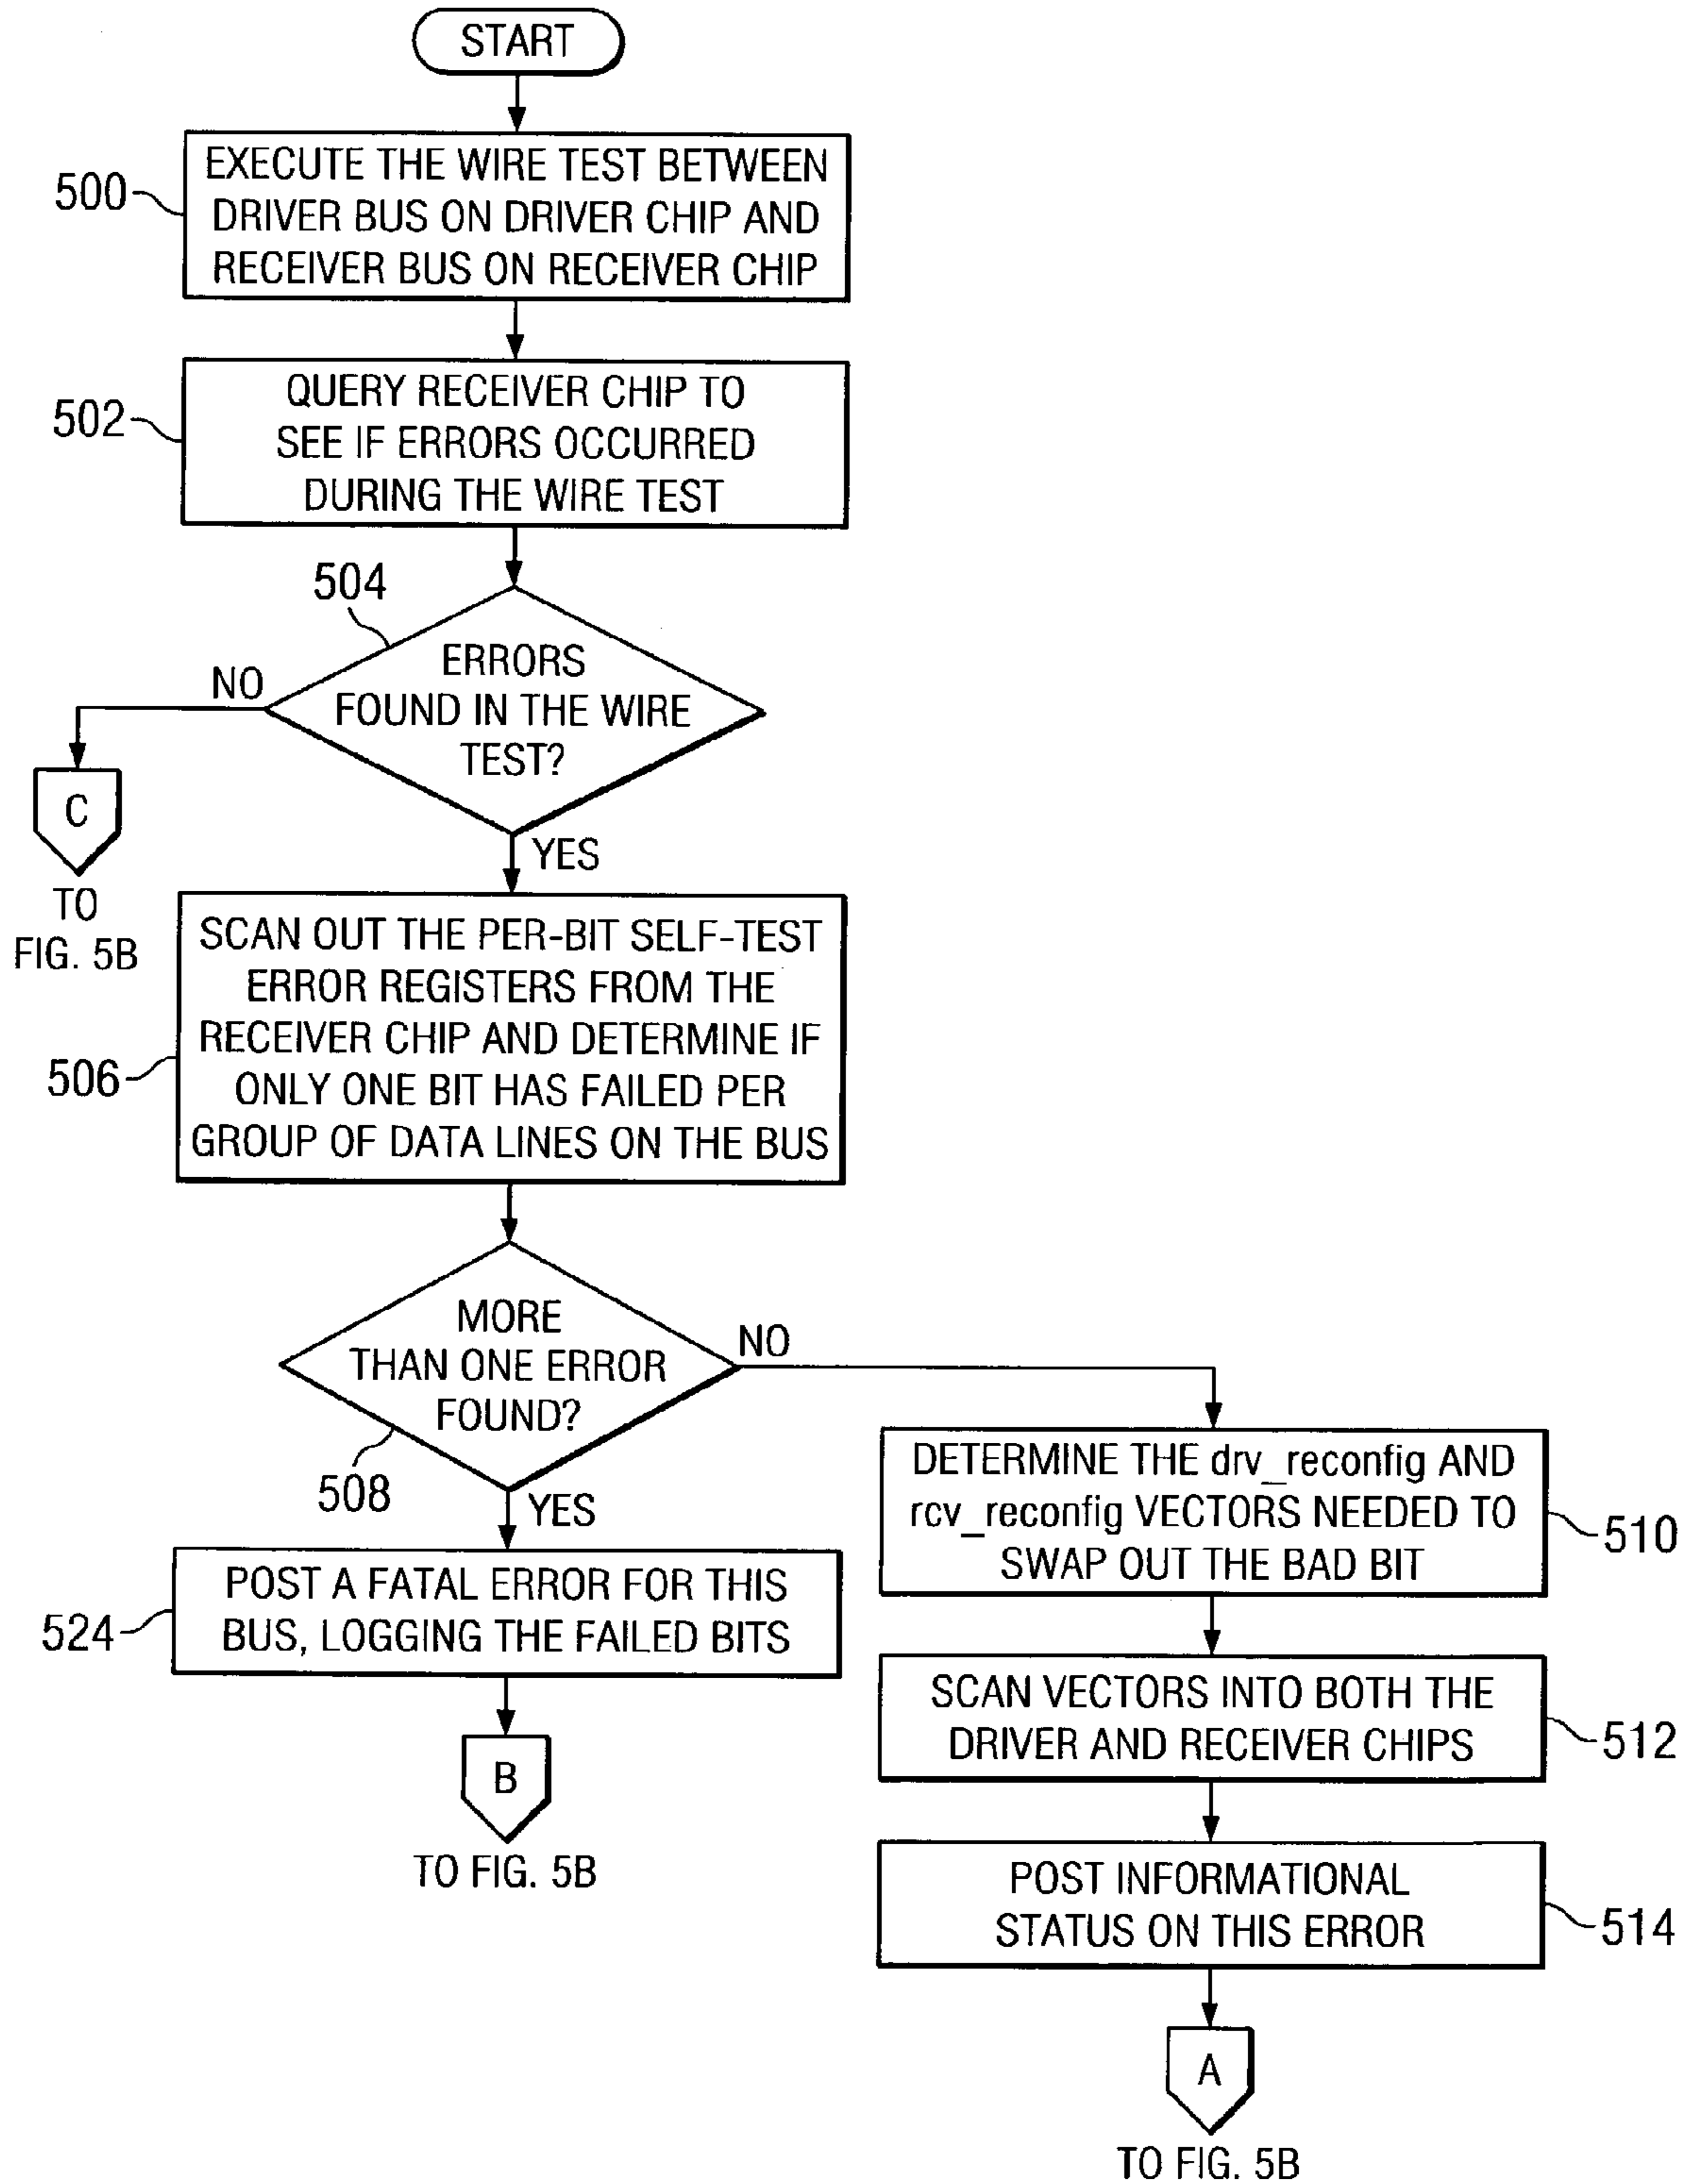 START
500
EXECUTE THE WIRE TEST BETWEEN
DRIVER BUS ON DRIVER CHIP AND
RECEIVER BUS ON RECEIVER CHIP
502
QUERY RECEIVER CHIP TO
SEE IF ERRORS OCCURRED
DURING THE WIRE TEST
504
ERRORS
FOUND IN THE WIRE
TEST?
NO
C
TO
FIG. 5B
YES
506
SCAN OUT THE PER-BIT SELF-TEST
ERROR REGISTERS FROM THE
RECEIVER CHIP AND DETERMINE IF
ONLY ONE BIT HAS FAILED PER
GROUP OF DATA LINES ON THE BUS
MORE
THAN ONE ERROR
FOUND?
508
NO
YES
524
POST A FATAL ERROR FOR THIS
BUS, LOGGING THE FAILED BITS
B
TO FIG. 5B
DETERMINE THE drv_reconfig AND
rcv_reconfig VECTORS NEEDED TO
SWAP OUT THE BAD BIT
510
SCAN VECTORS INTO BOTH THE
DRIVER AND RECEIVER CHIPS
512
POST INFORMATIONAL
STATUS ON THIS ERROR
514
A
TO FIG. 5B